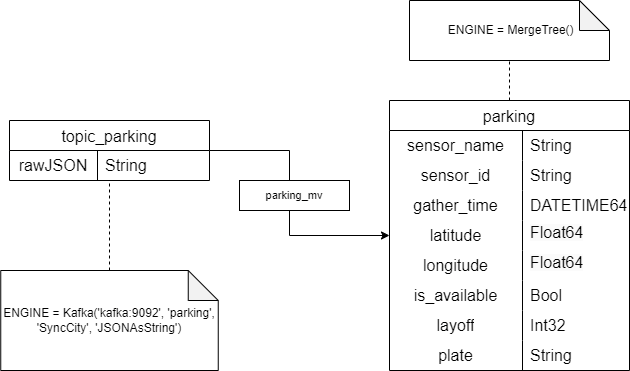 ENGINE = MergeTree()
topic_parking
rawJSON String
parking_mv
ENGINE = Kafka('kafka:9092', 'parking',
'SyncCity', 'JSONAsString')
parking
sensor_name String
sensor_id String
gather_time DATETIME64
latitude Float64
longitude Float64
is_available Bool
layoff Int32
plate String